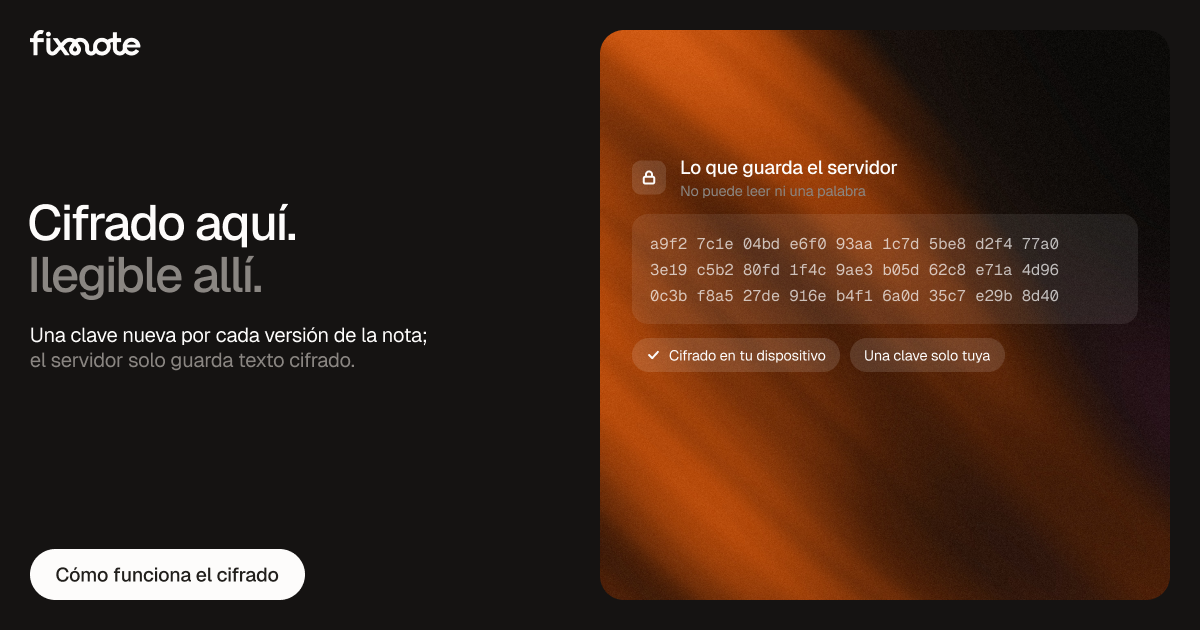 fixnote
Cifrado aquí.
Ilegible allí.
Una clave nueva por cada versión de la nota;
el servidor solo guarda texto cifrado.
Cómo funciona el cifrado
Lo que guarda el servidor
No puede leer ni una palabra
a9f2 7c1e 04bd e6f0 93aa 1c7d 5be8 d2f4 77a0
3e19 c5b2 80fd 1f4c 9ae3 b05d 62c8 e71a 4d96
0c3b f8a5 27de 916e b4f1 6a0d 35c7 e29b 8d40
Cifrado en tu dispositivo
Una clave solo tuya